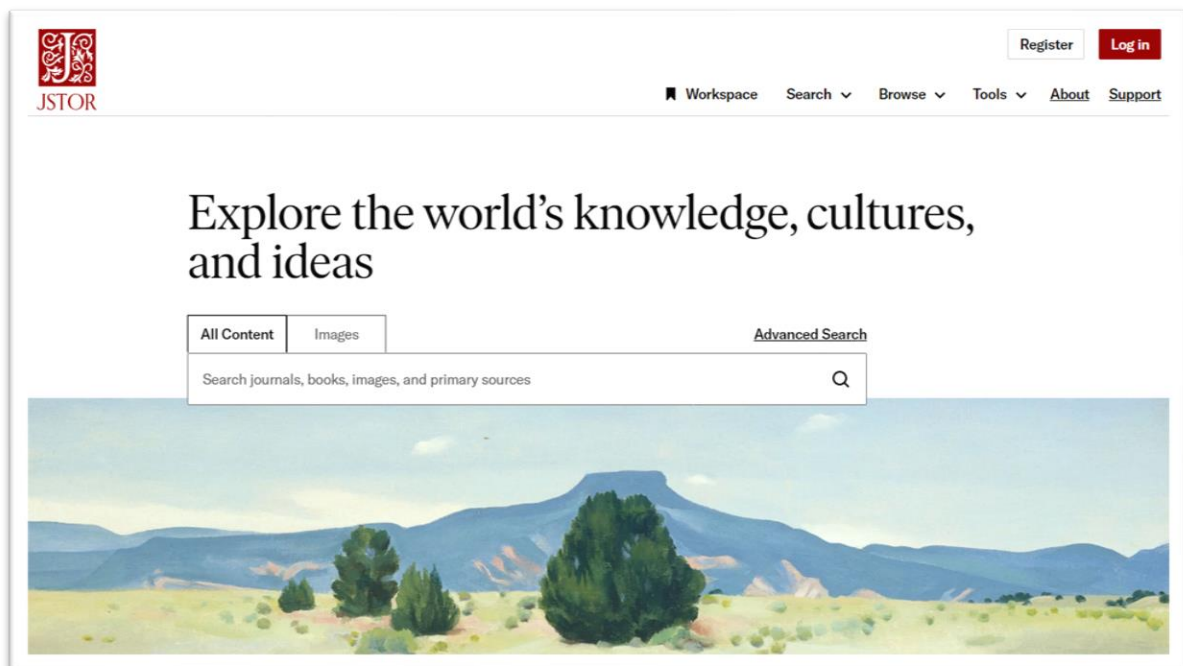 JSTOR
Register
Log in
Workspace
Search
Browse
Tools
About
Support
Explore the world’s knowledge, cultures,
and ideas
All Content
Images
Advanced Search
Search journals, books, images, and primary sources